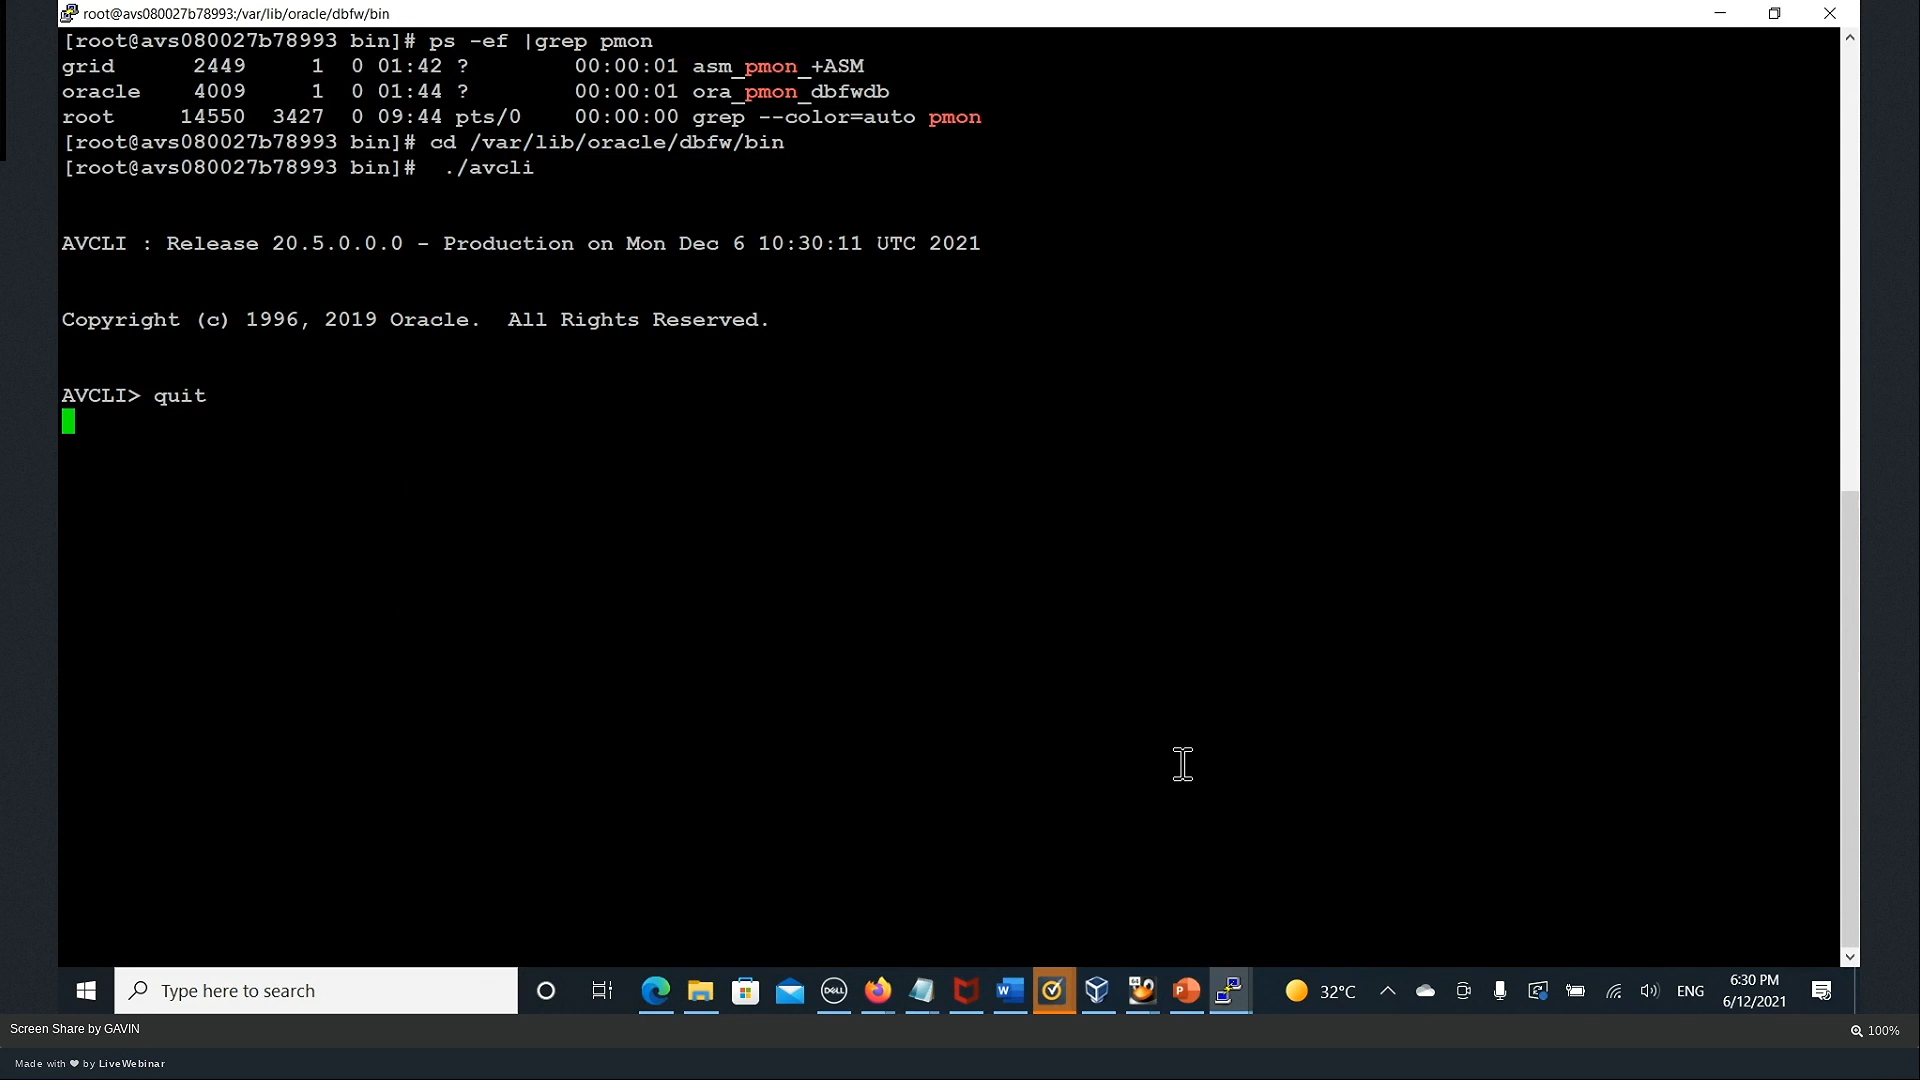 root@avs080027b78993:/var/lib/oracle/dbfw/bin
[root@avs080027b78993 bin]# ps -ef |grep pmon
grid      2449     1  0 01:42 ?        00:00:01 asm_pmon_+ASM
oracle    4009     1  0 01:44 ?        00:00:01 ora_pmon_dbfwdb
root     14550  3427  0 09:44 pts/0    00:00:00 grep --color=auto pmon
[root@avs080027b78993 bin]# cd /var/lib/oracle/dbfw/bin
[root@avs080027b78993 bin]#  ./avcli
AVCLI : Release 20.5.0.0.0 - Production on Mon Dec 6 10:30:11 UTC 2021
Copyright (c) 1996, 2019 Oracle.  All Rights Reserved.
AVCLI> quit
Type here to search
DELL
W
P
32°C
ENG
6:30 PM
6/12/2021
Screen Share by GAVIN
100%
Made with ❤ by LiveWebinar